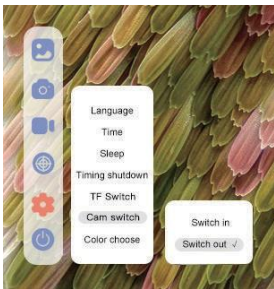 Language
Time
Sleep
Timing shutdown
TF Switch
Cam switch
Color choose
Switch in
Switch out ✓